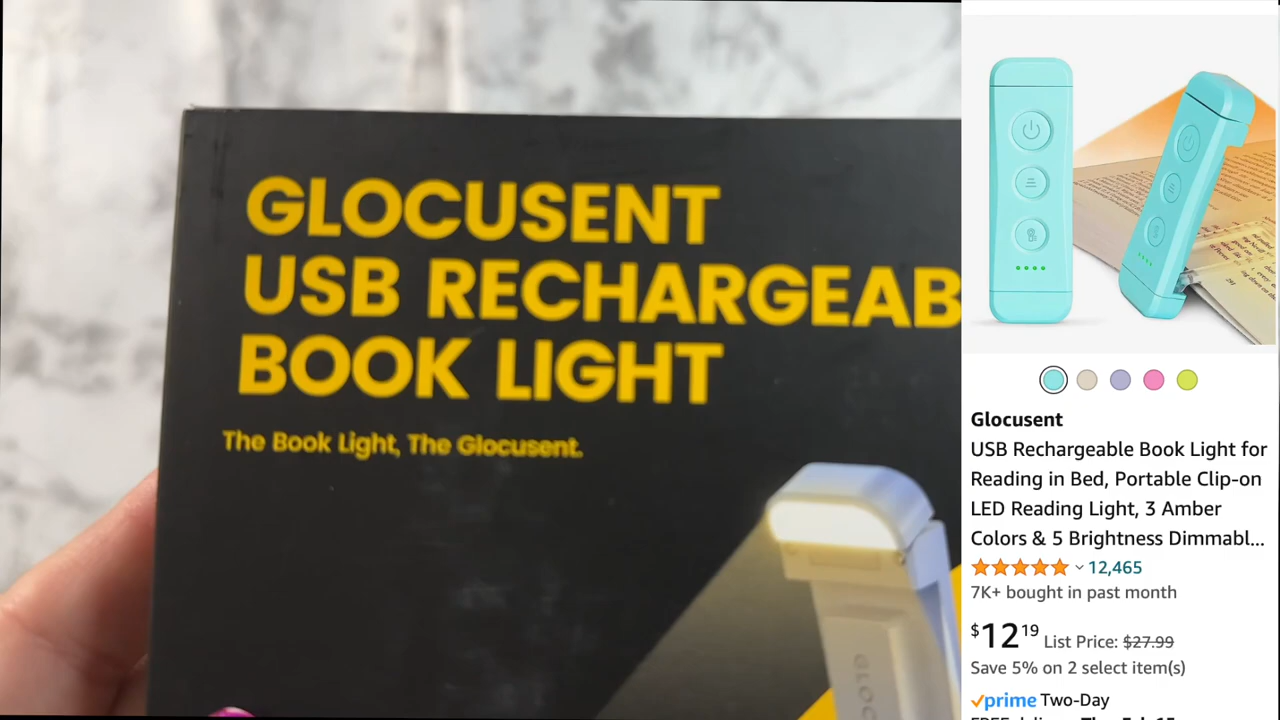 GLOCUSENT
USB RECHARGEAB
BOOK LIGHT
The Book Light, The Glocusent.
GLOC
Glocusent
USB Rechargeable Book Light for
Reading in Bed, Portable Clip-on
LED Reading Light, 3 Amber
Colors & 5 Brightness Dimmabl...
12,465
7K+ bought in past month
$12.19 List Price: $27.99
Save 5% on 2 select item(s)
prime Two-Day